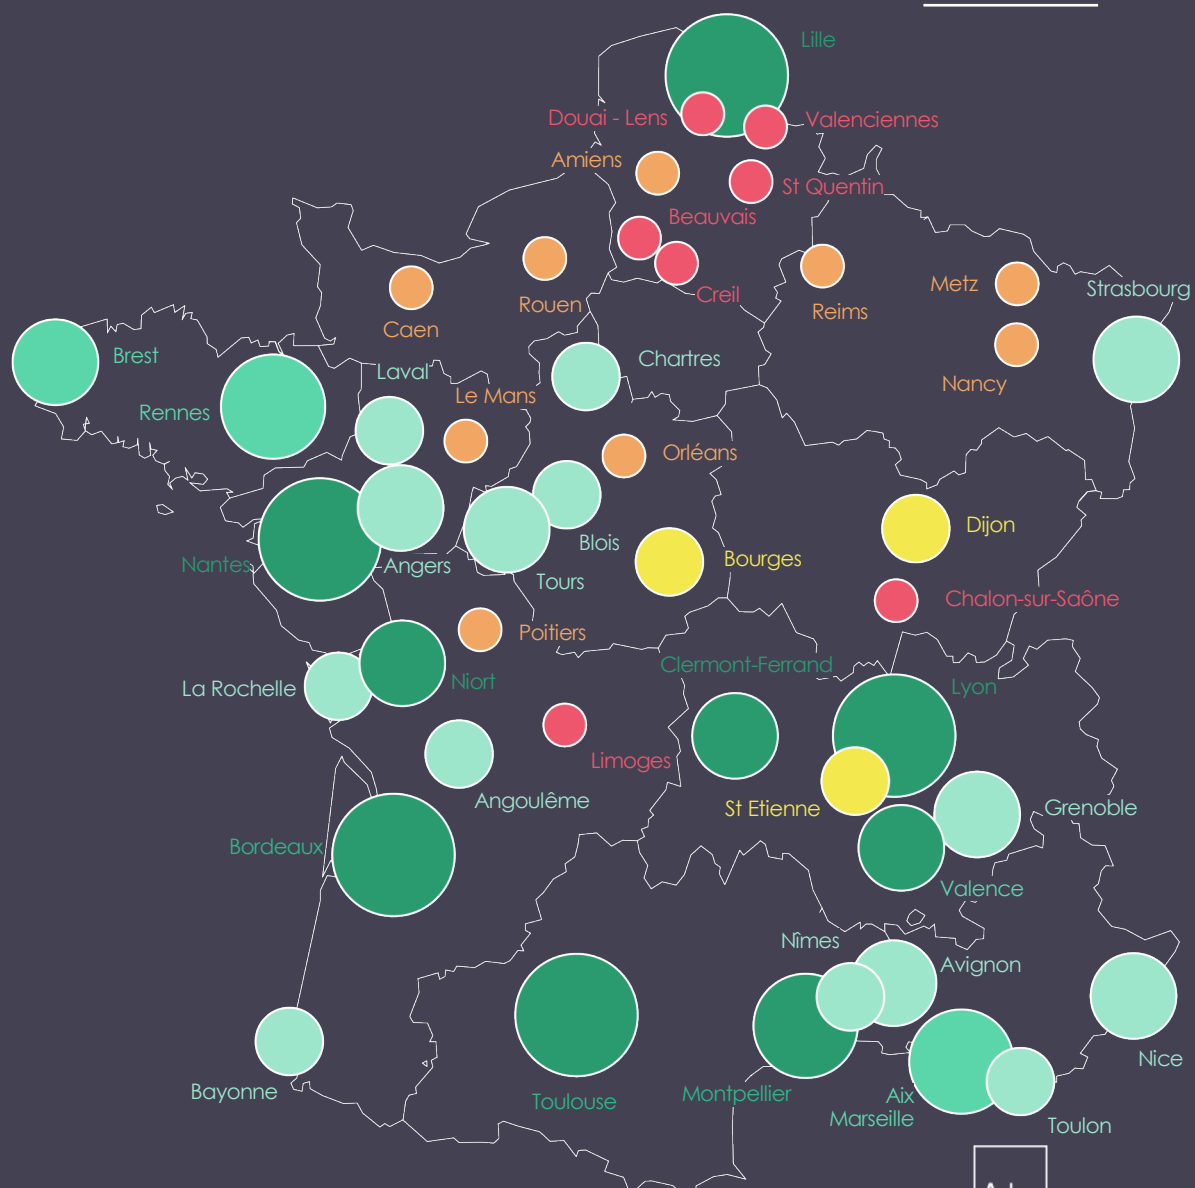 Lille
Douai - Lens
Valenciennes
Amiens
St Quentin
Beauvais
Creil
Rouen
Reims
Caen
Metz
Strasbourg
Nancy
Brest
Chartres
Laval
Le Mans
Rennes
Orléans
Blois
Dijon
Bourges
Nantes
Angers
Tours
Chalon-sur-Saône
Poitiers
Clermont-Ferrand
La Rochelle
Niort
Lyon
Limoges
Angoulême
St Etienne
Grenoble
Bordeaux
Valence
Nîmes
Avignon
Nice
Bayonne
Toulouse
Montpellier
Aix
Marseille
Toulon